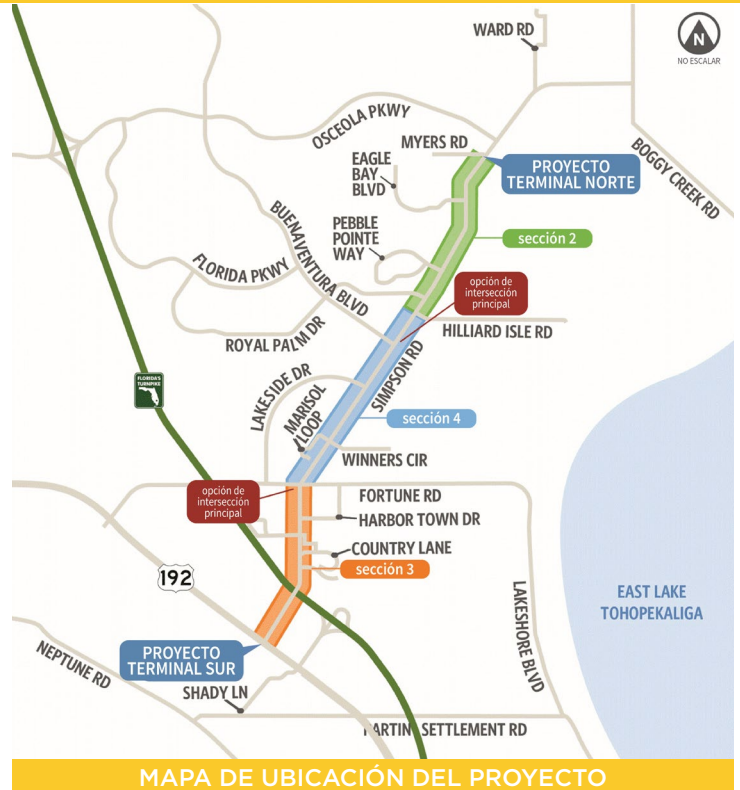 WARD RD
N
NO ESCALAR
OSCEOLA PKWY
MYERS RD
BOGGY CREEK RD
EAGLE
BAY
BLVD
PROYECTO
TERMINAL NORTE
BUENAVENTURA BLVD
PEBBLE
POINTE
WAY
sección 2
FLORIDA PKWY
opción de
intersección
principal
HILLIARD ISLE RD
ROYAL PALM DR
SIMPSON RD
FLORIDA'S
TURNPIKE
LAKESIDE DR
MARISOL
LOOP
sección 4
WINNERS CIR
opción de
intersección
principal
FORTUNE RD
HARBOR TOWN DR
COUNTRY LANE
sección 3
192
LAKESHORE BLVD
EAST LAKE
TOHOPEKALIGA
PROYECTO
TERMINAL SUR
NEPTUNE RD
SHADY LN
PARTIN SETTLEMENT RD
MAPA DE UBICACIÓN DEL PROYECTO